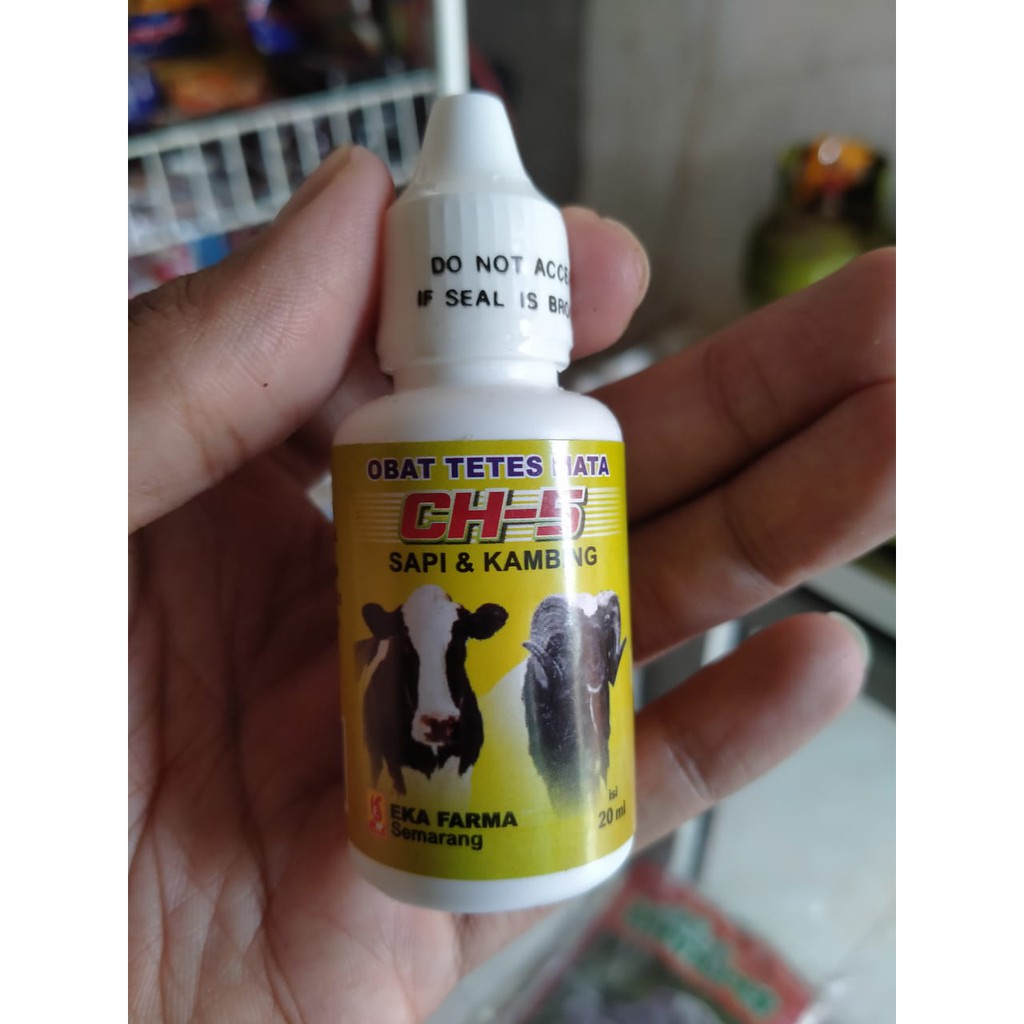 DO NOT ACCE
IF SEAL IS BRO
OBAT TETES MATA
CH-5
SAPI & KAMBING
EKA FARMA
Semarang
isi
20 ml